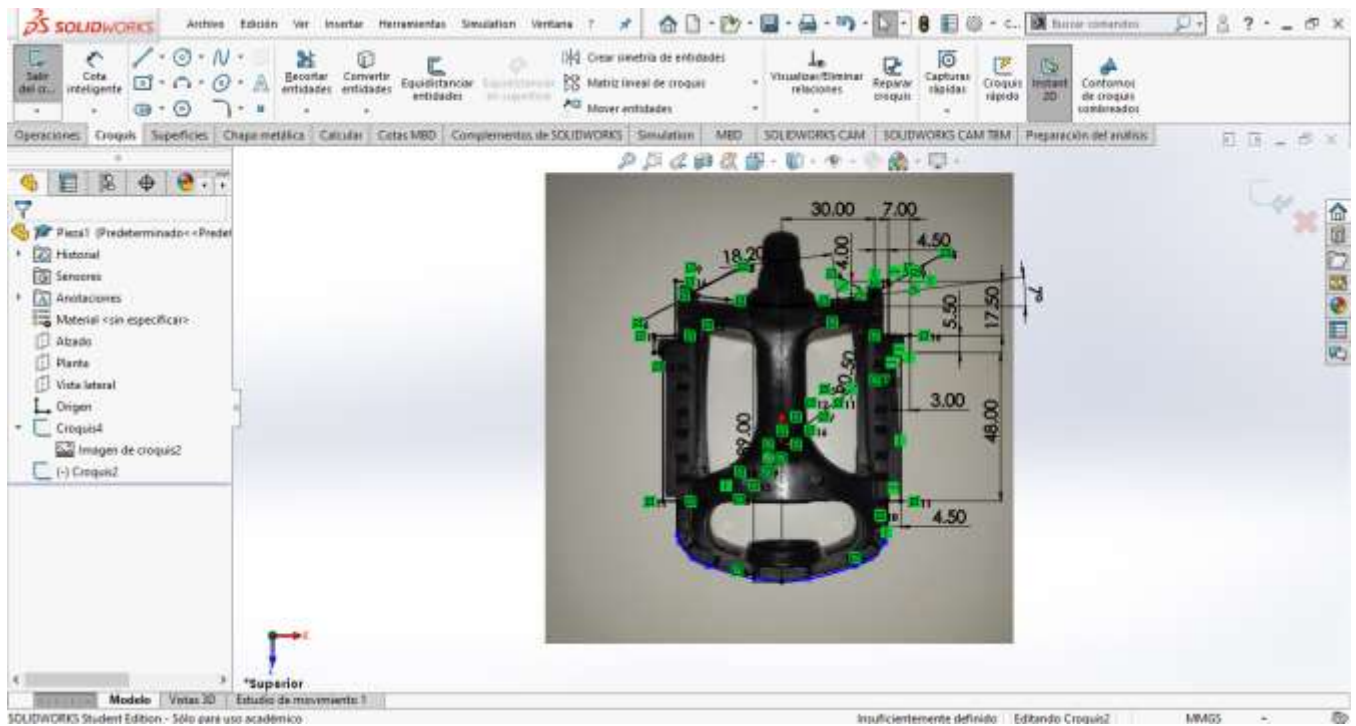 SOLIDWORKS
Archivo Edición Ver Insertar Herramientas Simulation Ventana ?
Buscar comandos
Salir del cr...
Cota inteligente
Recortar entidades
Convertir entidades
Equidistanciar entidades
Crear simetría de entidades
Matriz lineal de croquis
Mover entidades
Visualizar/Eliminar relaciones
Reparar croquis
Capturas rápidas
Croquis rápido
Instant 2D
Contornos de croquis sombreados
Operaciones Croquis Superficies Chapa metálica Calcular Cotas MBD Complementos de SOLIDWORKS Simulation MBD SOLIDWORKS CAM SOLIDWORKS CAM TBM Preparación del análisis
Pieza1 (Predeterminado<<Predet
Historial
Sensores
Anotaciones
Material <sin especificar>
Alzado
Planta
Vista lateral
Origen
Croquis4
Imagen de croquis2
(-) Croquis2
30.00 7.00
18.20
4.00
4.50
5.50
17.50
3.00
48.00
4.50
*Superior
Modelo Vistas 3D Estudio de movimiento 1
SOLIDWORKS Student Edition - Sólo para uso académico
Insuficientemente definido Editando Croquis2 MMGS